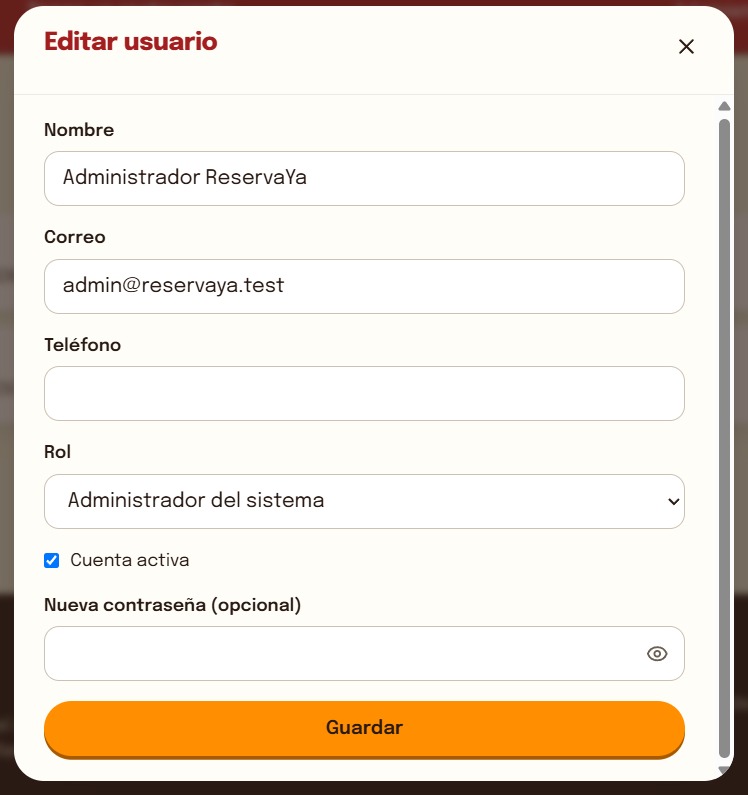 Editar usuario
Nombre
Administrador ReservaYa
Correo
admin@reservaya.test
Teléfono
Rol
Administrador del sistema
Cuenta activa
Nueva contraseña (opcional)
Guardar